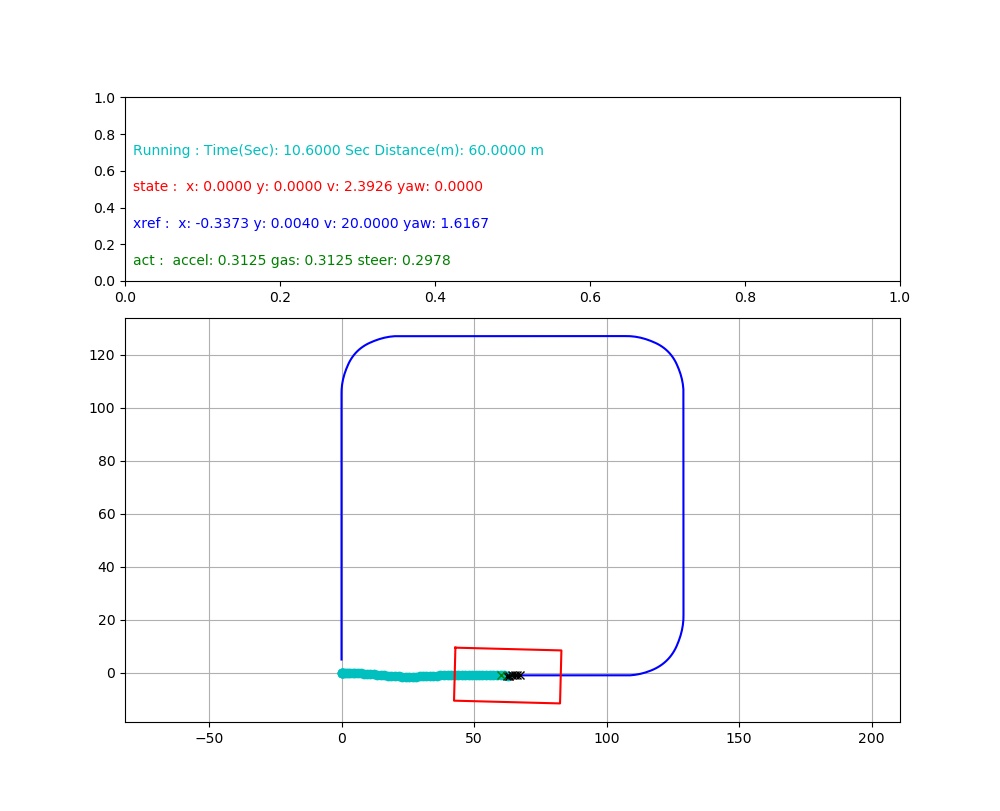 1.0
0.8
Running : Time(Sec): 10.6000 Sec Distance(m): 60.0000 m
0.6
state :  x: 0.0000 y: 0.0000 v: 2.3926 yaw: 0.0000
0.4
xref :  x: -0.3373 y: 0.0040 v: 20.0000 yaw: 1.6167
0.2
act :  accel: 0.3125 gas: 0.3125 steer: 0.2978
0.0
0.0 0.2 0.4 0.6 0.8 1.0
120
100
80
60
40
20
0
−50 0 50 100 150 200